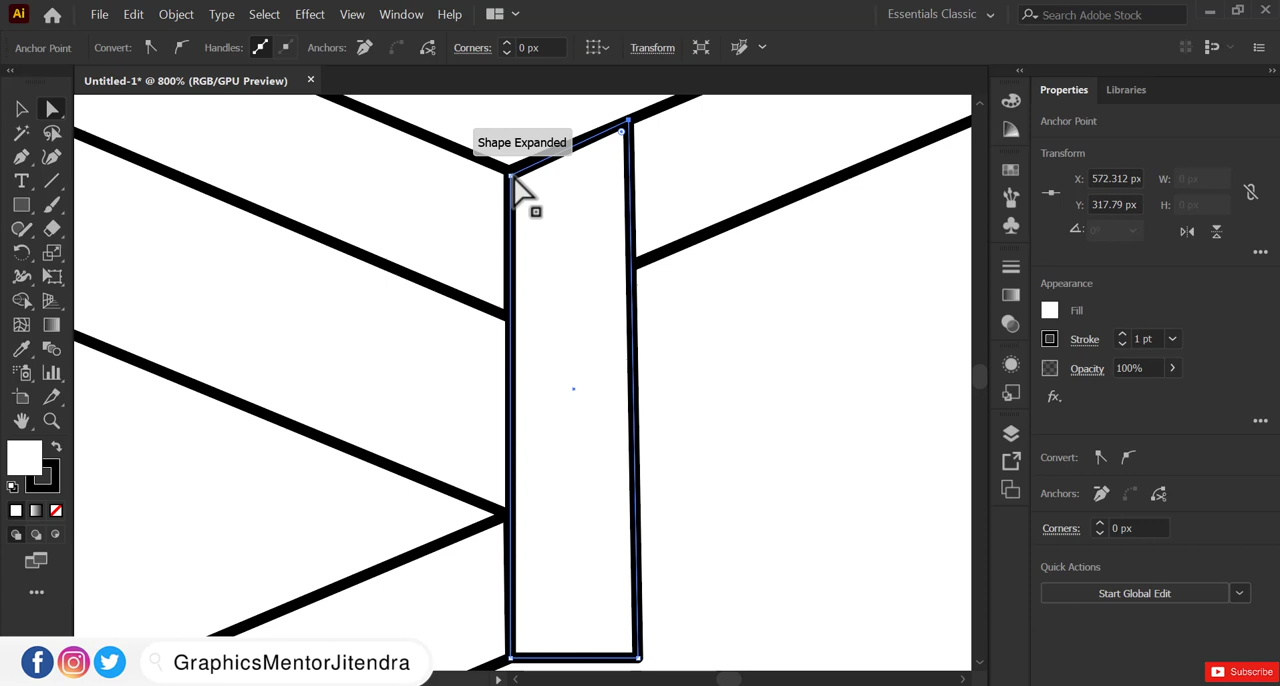 Ai File Edit Object Type Select Effect View Window Help Essentials Classic Search Adobe Stock
Anchor Point Convert: Handles: Anchors: Corners: 0 px Transform
Untitled-1* @ 800% (RGB/GPU Preview) ×
Properties Libraries
Anchor Point
Transform
X: 572.312 px W: 0 px
Y: 317.79 px H: 0 px
0°
Shape Expanded
Appearance
Fill
Stroke 1 pt
Opacity 100%
fx.
Convert:
Anchors:
Corners: 0 px
Quick Actions
Start Global Edit
GraphicsMentorJitendra
Subscribe